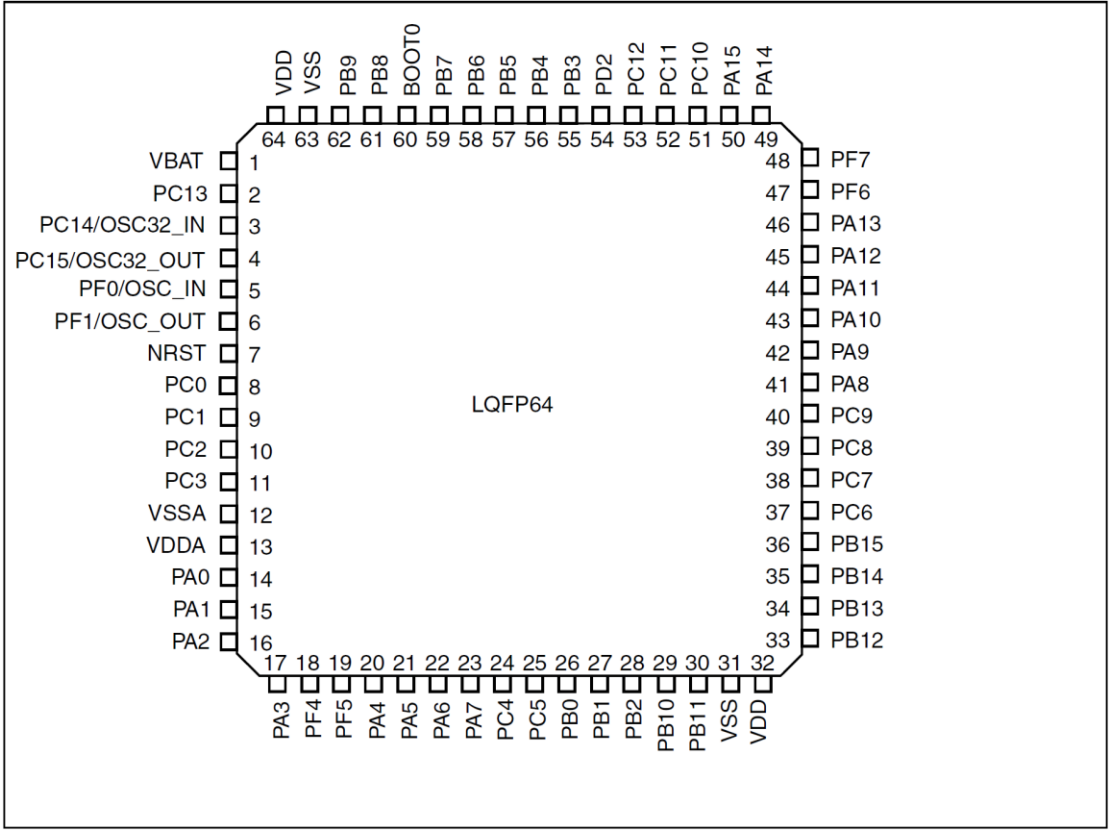 VDD
VSS
PB9
PB8
BOOT0
PB7
PB6
PB5
PB4
PB3
PD2
PC12
PC11
PC10
PA15
PA14
64 63 62 61 60 59 58 57 56 55 54 53 52 51 50 49
VBAT 1
PC13 2
PC14/OSC32_IN 3
PC15/OSC32_OUT 4
PF0/OSC_IN 5
PF1/OSC_OUT 6
NRST 7
PC0 8
PC1 9
PC2 10
PC3 11
VSSA 12
VDDA 13
PA0 14
PA1 15
PA2 16
LQFP64
48 PF7
47 PF6
46 PA13
45 PA12
44 PA11
43 PA10
42 PA9
41 PA8
40 PC9
39 PC8
38 PC7
37 PC6
36 PB15
35 PB14
34 PB13
33 PB12
17 18 19 20 21 22 23 24 25 26 27 28 29 30 31 32
PA3
PF4
PF5
PA4
PA5
PA6
PA7
PC4
PC5
PB0
PB1
PB2
PB10
PB11
VSS
VDD